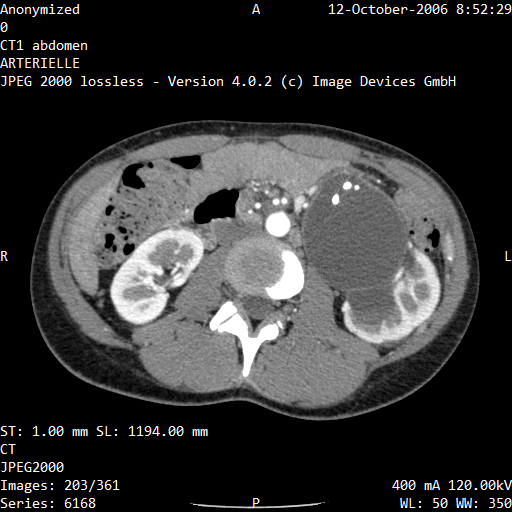 Anonymized A 12-October-2006 8:52:29
0
CT1 abdomen
ARTERIELLE
JPEG 2000 lossless - Version 4.0.2 (c) Image Devices GmbH
R L
ST: 1.00 mm SL: 1194.00 mm
CT
JPEG2000
Images: 203/361 400 mA 120.00kV
Series: 6168 P WL: 50 WW: 350